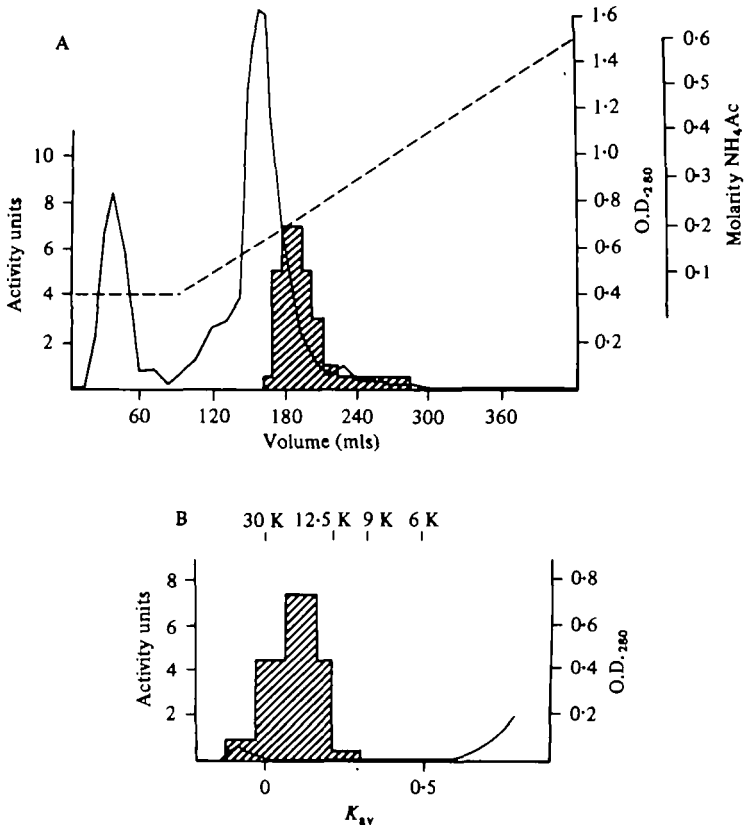 A
Activity units
10
8
6
4
2
1·6
1·4
1·2
1·0
0·8
0·6
0·4
0·2
O.D.₂₈₀
0·6
0·5
0·4
0·3
0·2
0·1
Molarity NH₄Ac
60 120 180 240 300 360
Volume (mls)
B
30 K 12·5 K 9 K 6 K
Activity units
8
6
4
2
0·8
0·6
0·4
0·2
O.D.₂₈₀
0 0·5
Kₐᵥ